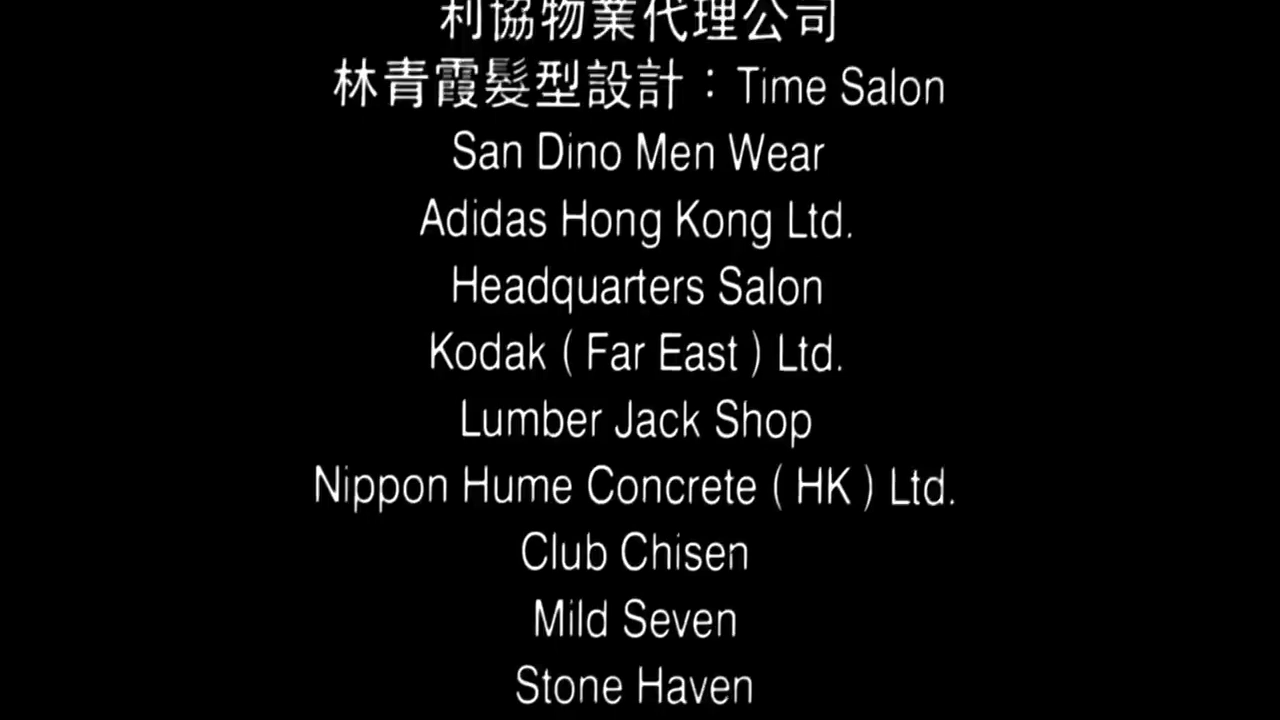 利協物業代理公司
林青霞髮型設計：Time Salon
San Dino Men Wear
Adidas Hong Kong Ltd.
Headquarters Salon
Kodak ( Far East ) Ltd.
Lumber Jack Shop
Nippon Hume Concrete ( HK ) Ltd.
Club Chisen
Mild Seven
Stone Haven